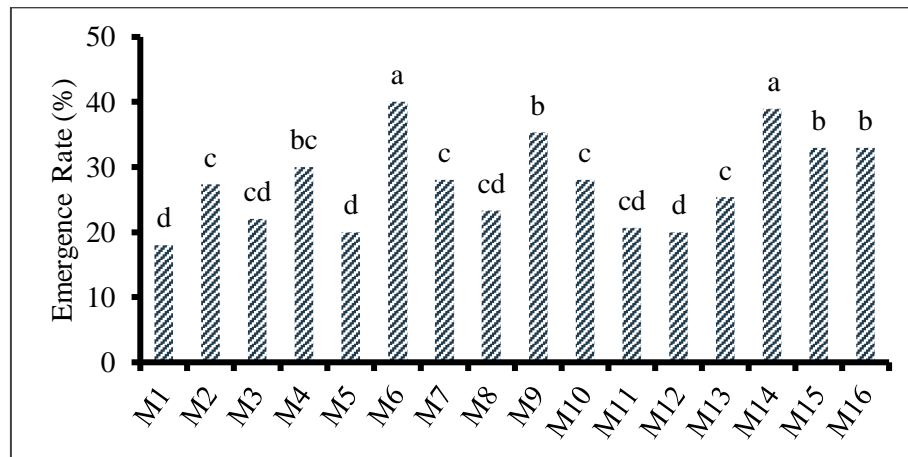 Emergence Rate (%)
50
40
30
20
10
0
d
c
cd
bc
d
a
c
cd
b
c
cd
d
c
a
b
b
M1
M2
M3
M4
M5
M6
M7
M8
M9
M10
M11
M12
M13
M14
M15
M16